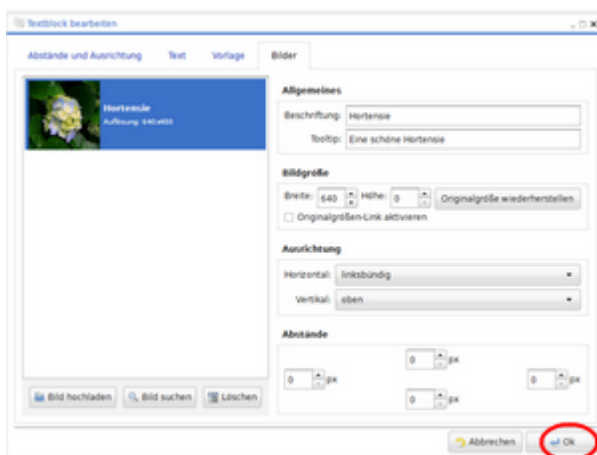 Textblock bearbeiten
Abstände und Ausrichtung Text Vorlage Bilder
Hortensie
Auflösung: 640x480
Allgemeines
Beschriftung: Hortensie
Tooltip: Eine schöne Hortensie
Bildgröße
Breite: 640 Höhe: 0 Originalgröße wiederherstellen
Originalgrößen-Link aktivieren
Ausrichtung
Horizontal: linksbündig
Vertikal: oben
Abstände
0 px
0 px 0 px
0 px
Bild hochladen Bild suchen Löschen
Abbrechen Ok